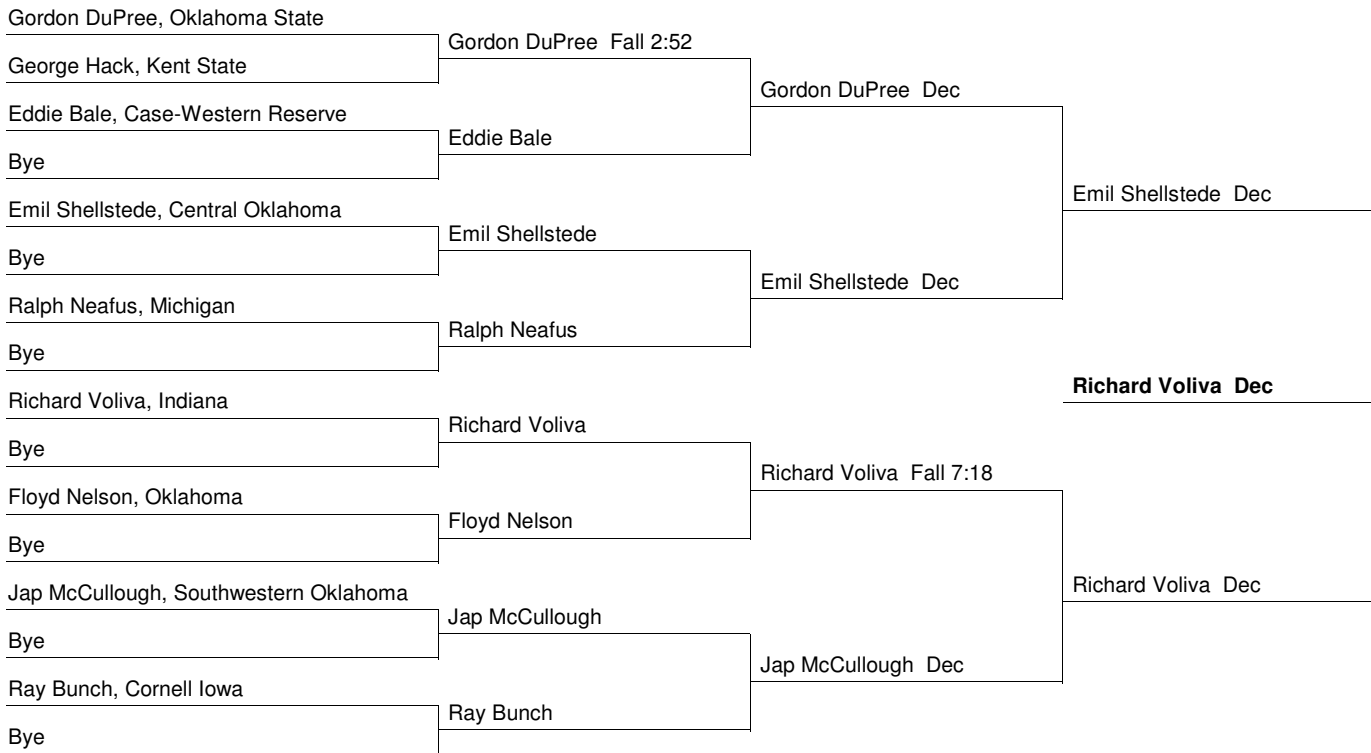 Gordon DuPree, Oklahoma State
George Hack, Kent State
Eddie Bale, Case-Western Reserve
Bye
Emil Shellstede, Central Oklahoma
Bye
Ralph Neafus, Michigan
Bye
Richard Voliva, Indiana
Bye
Floyd Nelson, Oklahoma
Bye
Jap McCullough, Southwestern Oklahoma
Bye
Ray Bunch, Cornell Iowa
Bye
Gordon DuPree Fall 2:52
Eddie Bale
Emil Shellstede
Ralph Neafus
Richard Voliva
Floyd Nelson
Jap McCullough
Ray Bunch
Gordon DuPree Dec
Emil Shellstede Dec
Richard Voliva Fall 7:18
Jap McCullough Dec
Emil Shellstede Dec
Richard Voliva Dec
Richard Voliva Dec